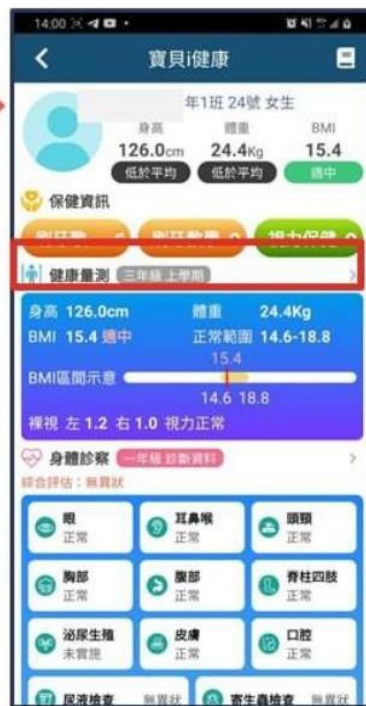 14:00
寶貝i健康
年1班 24號 女生
身高 體重 BMI
126.0cm 24.4Kg 15.4
低於平均 低於平均 適中
保健資訊
視力保健
健康量測 三年級 上學期
身高 126.0cm 體重 24.4Kg
BMI 15.4 適中 正常範圍 14.6-18.8
15.4
BMI區間示意
14.6 18.8
裸視 左 1.2 右 1.0 視力正常
身體診察 一年級 診斷資料
綜合評估：無異狀
眼 耳鼻喉 頭頸
正常 正常 正常
胸部 腹部 脊柱四肢
正常 正常 正常
泌尿生殖 皮膚 口腔
未實施 正常 正常
尿液檢查 無異狀 寄生蟲檢查 無異狀